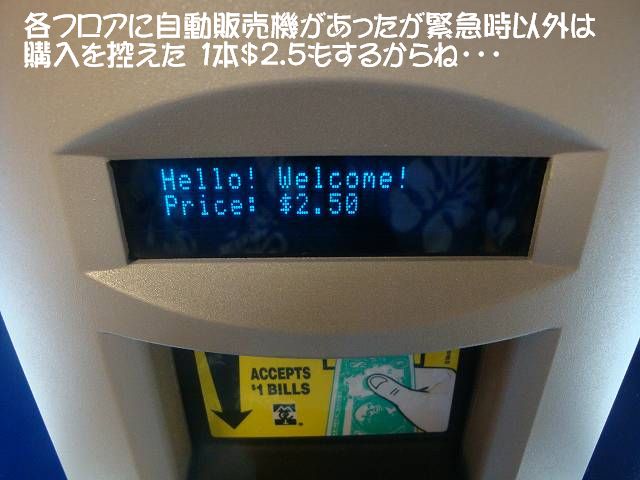 各フロアに自動販売機があったが緊急時以外は
購入を控えた 1本$2.5もするからね・・・
Hello! Welcome!
Price: $2.50
ACCEPTS
$1 BILLS